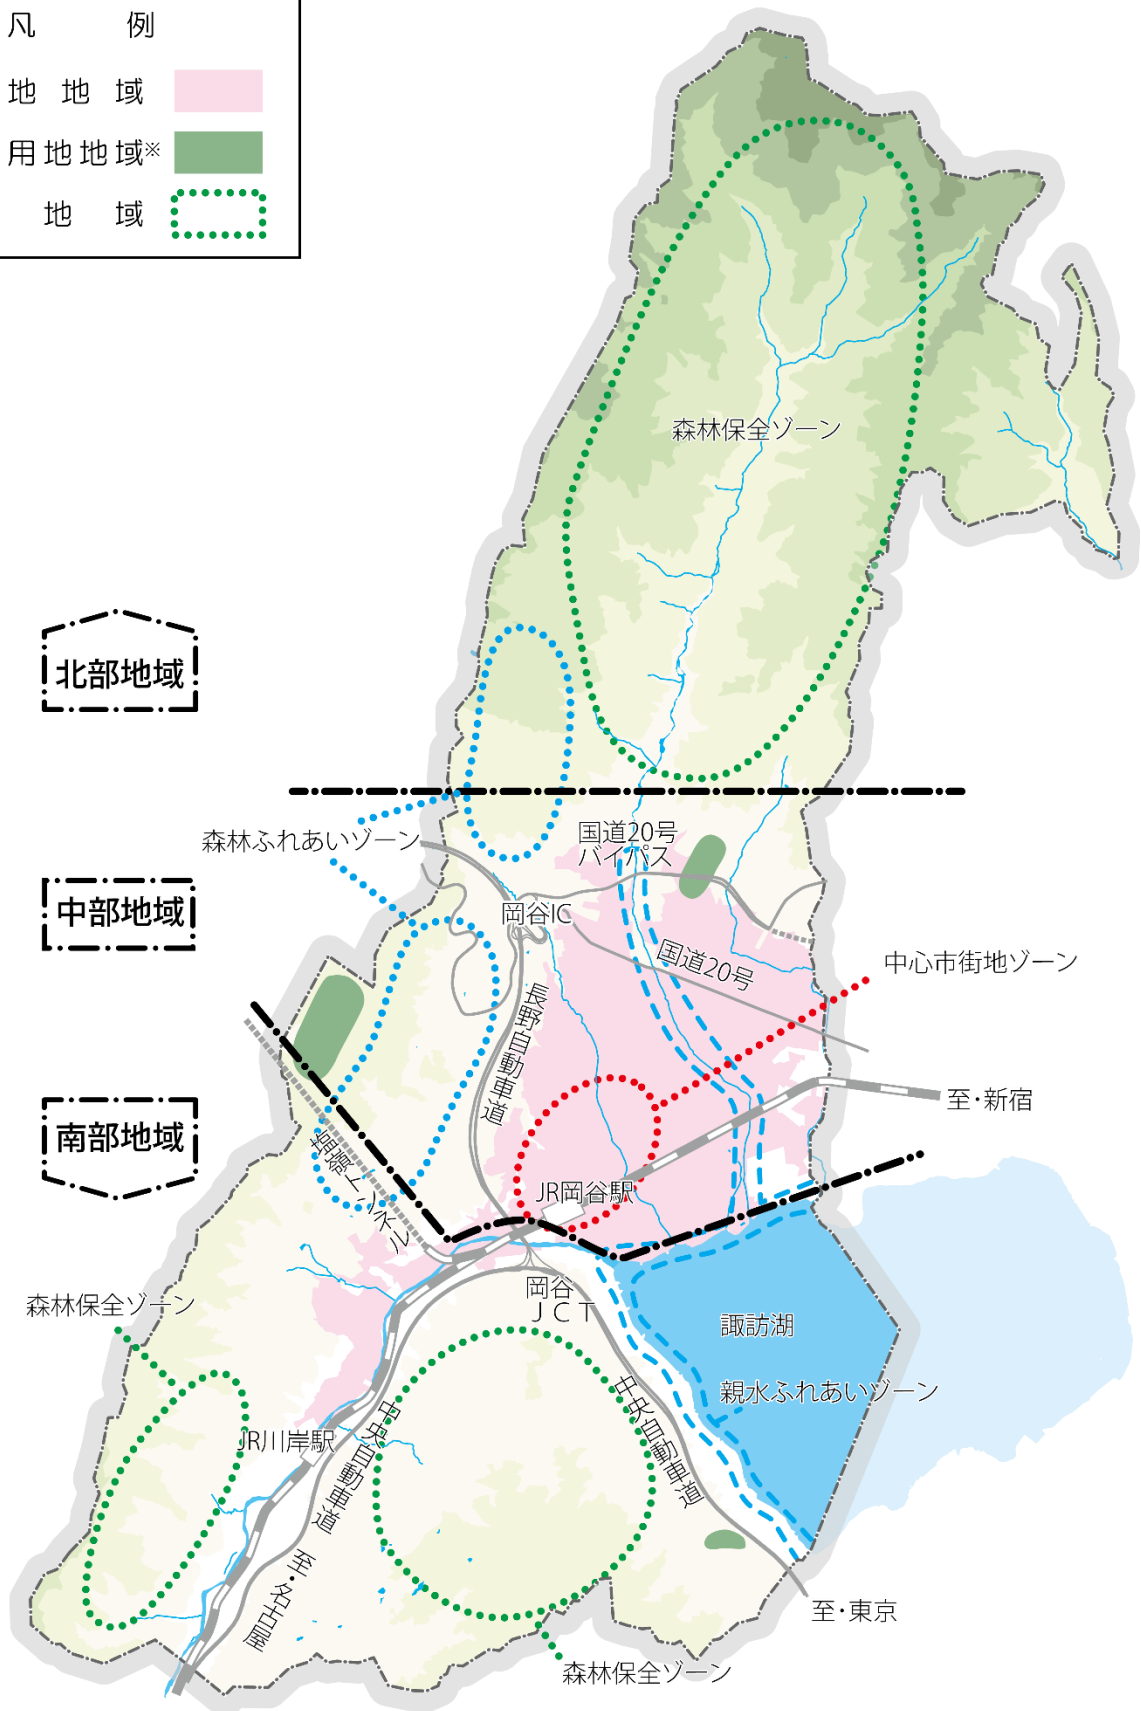 凡 例
地 地 域
用地地域※
地 域
森林保全ゾーン
北部地域
森林ふれあいゾーン
国道20号
バイパス
中部地域
岡谷IC
国道20号
中心市街地ゾーン
長野自動車道
至・新宿
南部地域
塩嶺トンネル
JR岡谷駅
岡谷
JCT
森林保全ゾーン
諏訪湖
親水ふれあいゾーン
中央自動車道
JR川岸駅
中央自動車道
至・名古屋
至・東京
森林保全ゾーン